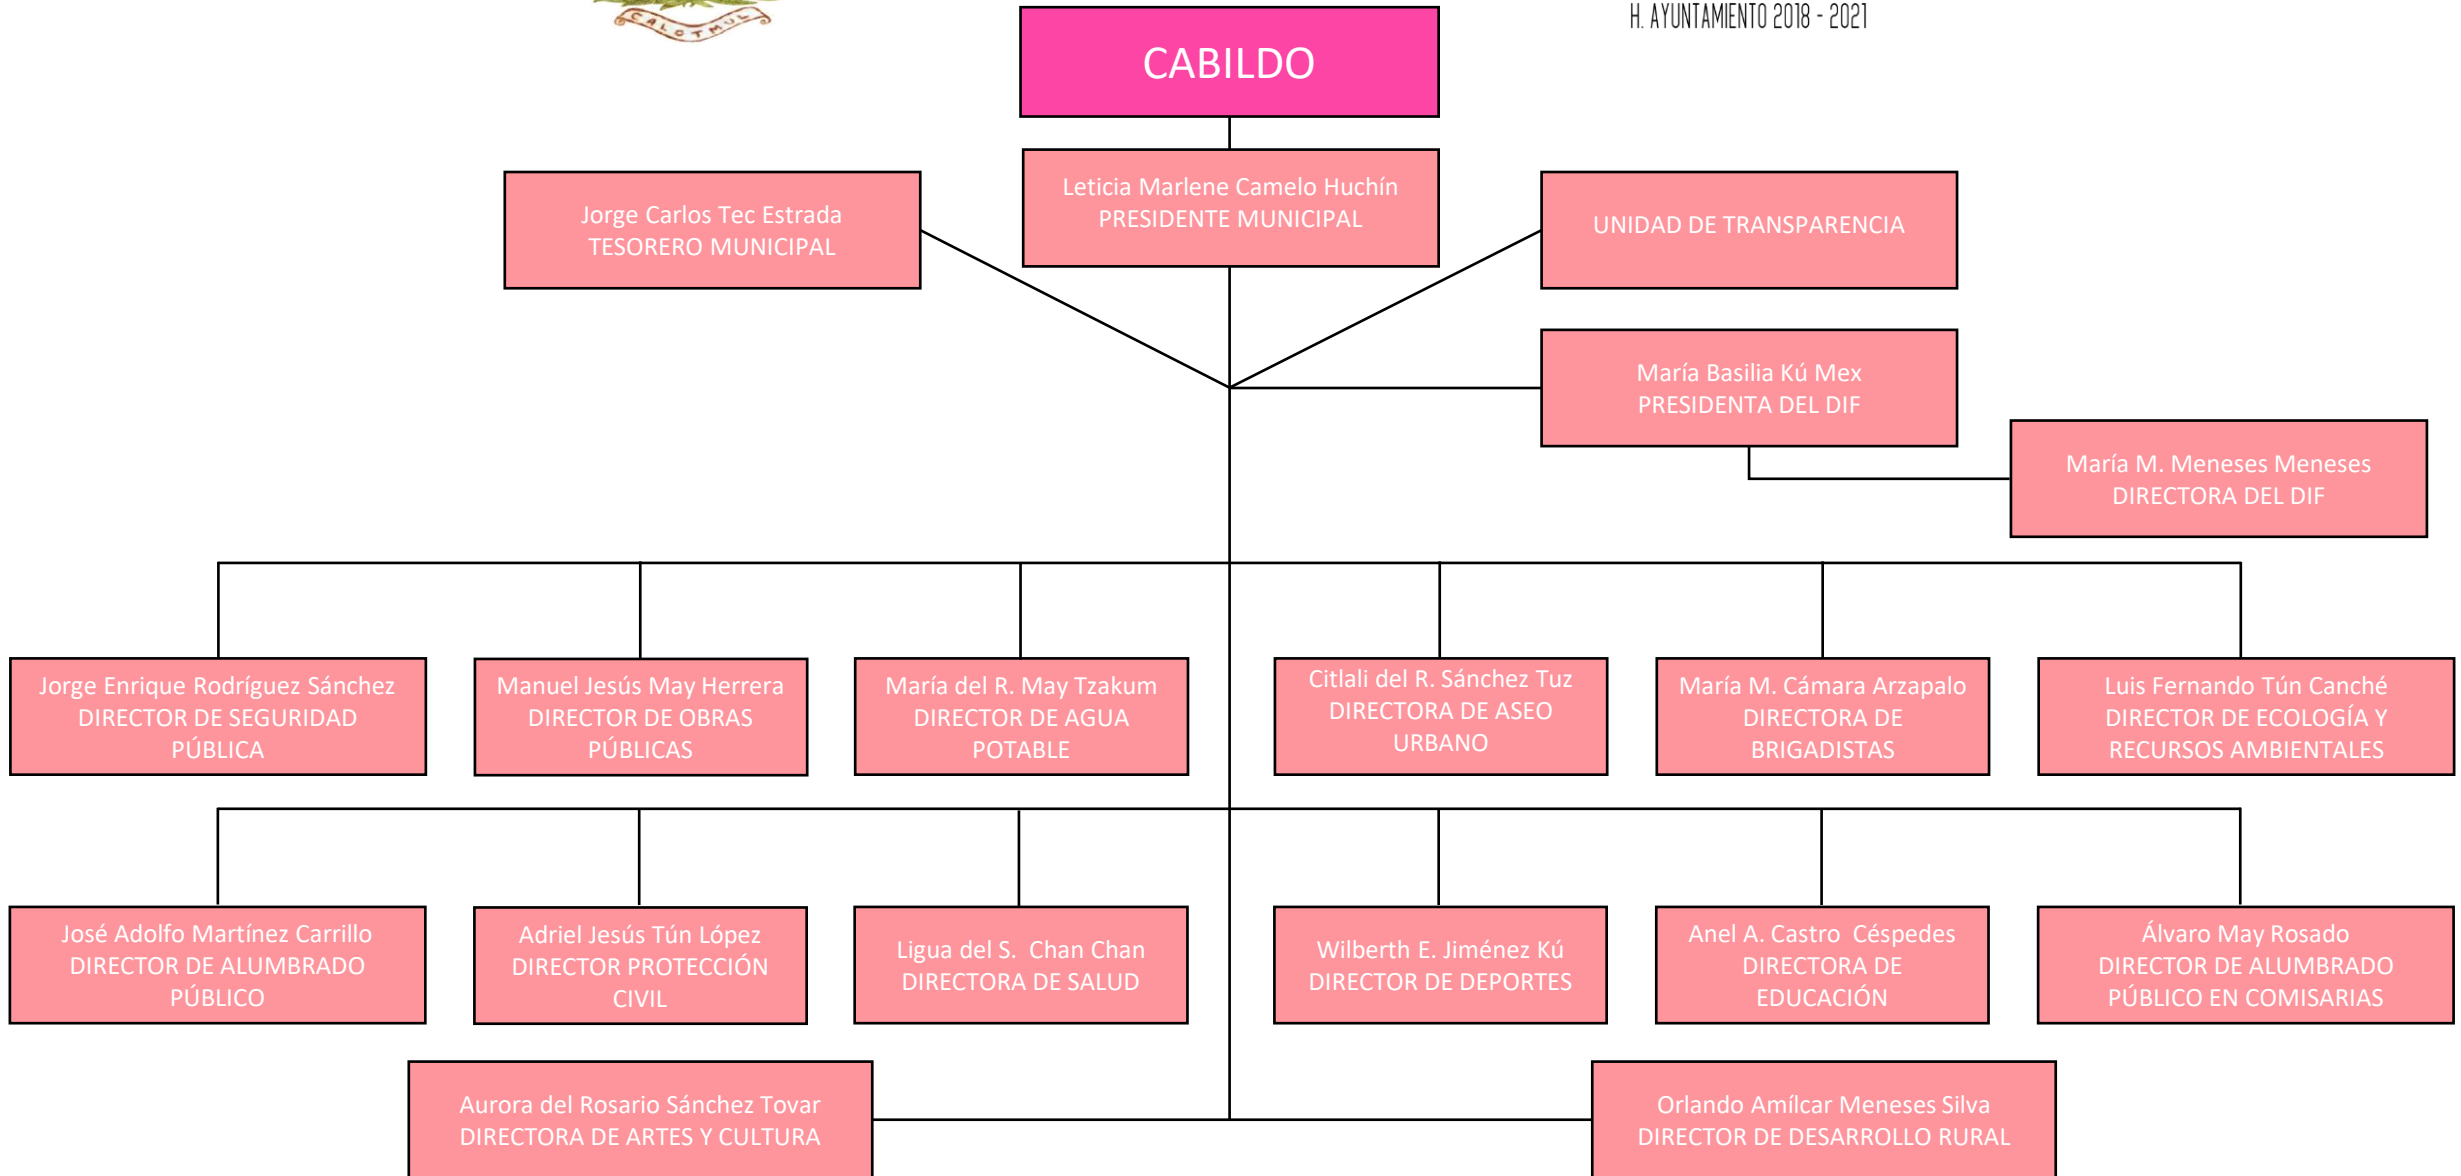 CALOTMUL
H. AYUNTAMIENTO 2018 - 2021
CABILDO
Leticia Marlene Camelo Huchín
PRESIDENTE MUNICIPAL
Jorge Carlos Tec Estrada
TESORERO MUNICIPAL
UNIDAD DE TRANSPARENCIA
María Basilia Kú Mex
PRESIDENTA DEL DIF
María M. Meneses Meneses
DIRECTORA DEL DIF
Jorge Enrique Rodríguez Sánchez
DIRECTOR DE SEGURIDAD
PÚBLICA
Manuel Jesús May Herrera
DIRECTOR DE OBRAS
PÚBLICAS
María del R. May Tzakum
DIRECTOR DE AGUA
POTABLE
Citlali del R. Sánchez Tuz
DIRECTORA DE ASEO
URBANO
María M. Cámara Arzapalo
DIRECTORA DE
BRIGADISTAS
Luis Fernando Tún Canché
DIRECTOR DE ECOLOGÍA Y
RECURSOS AMBIENTALES
José Adolfo Martínez Carrillo
DIRECTOR DE ALUMBRADO
PÚBLICO
Adriel Jesús Tún López
DIRECTOR PROTECCIÓN
CIVIL
Ligua del S.  Chan Chan
DIRECTORA DE SALUD
Wilberth E. Jiménez Kú
DIRECTOR DE DEPORTES
Anel A. Castro  Céspedes
DIRECTORA DE
EDUCACIÓN
Álvaro May Rosado
DIRECTOR DE ALUMBRADO
PÚBLICO EN COMISARIAS
Aurora del Rosario Sánchez Tovar
DIRECTORA DE ARTES Y CULTURA
Orlando Amílcar Meneses Silva
DIRECTOR DE DESARROLLO RURAL